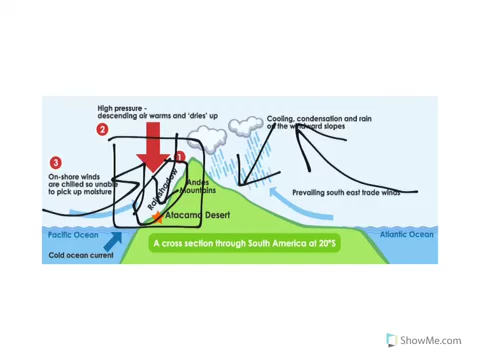 High pressure -
descending air warms and 'dries' up
2
Cooling, condensation and rain
on the windward slopes
3
On-shore winds
are chilled so unable
to pick up moisture
1
Rainshadow
Andes
Mountains
Prevailing south east trade winds
Atacama Desert
Pacific Ocean
Atlantic Ocean
A cross section through South America at 20°S
Cold ocean current
ShowMe.com